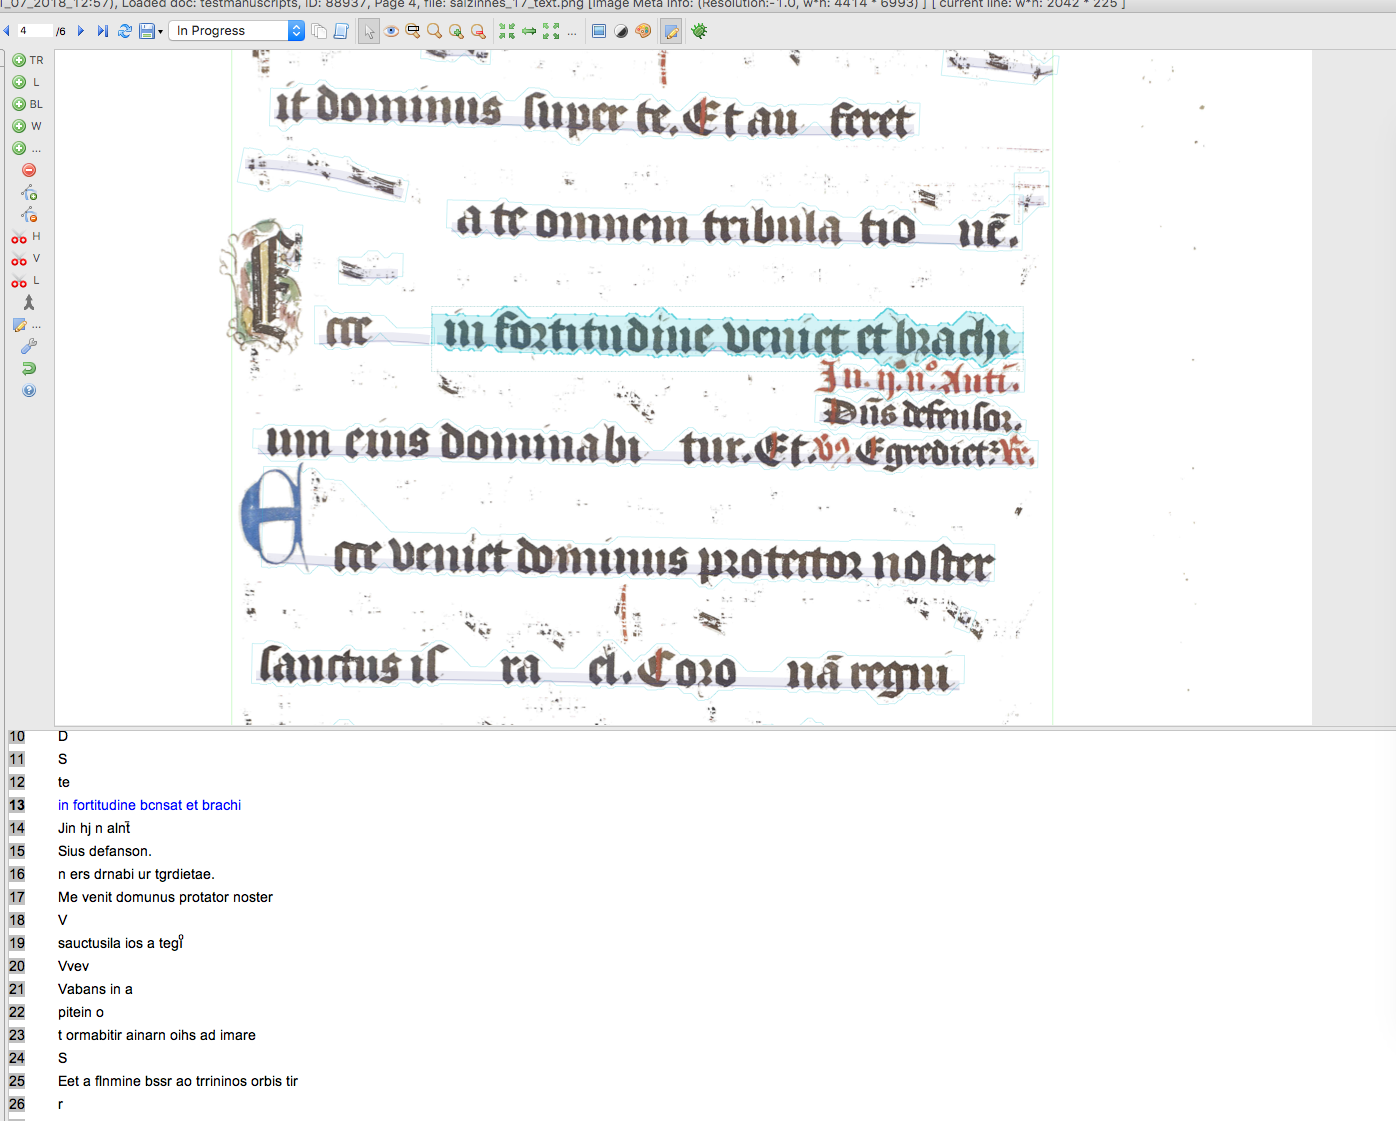 1_07_2018_12:57), Loaded doc: testmanuscripts, ID: 88937, Page 4, file: salzinnes_17_text.png [Image Meta Info: (Resolution:-1.0, w*h: 4414 * 6993) ] [ current line: w*h: 2042 * 225 ]
4 /6 In Progress ...
TR
L
BL
W
...
H
V
L
...
it dominus super te. Et au feret
a te omnem tribula tio nē.
E
cce in fortitudine veniet et brachi
In. ij. nº. Anti.
Dn̄s defensor.
um eius dominabi tur. Et. Egredietr.
E
cce veniet dominus protector noster
sanctus is ra el. Coro nā regni
10 D
11 S
12 te
13 in fortitudine bcnsat et brachi
14 Jin hj n alnt̄
15 Sius defanson.
16 n ers drnabi ur tgrdietae.
17 Me venit domunus protator noster
18 V
19 sauctusila ios a tegiͦ
20 Vvev
21 Vabans in a
22 pitein o
23 t ormabitir ainarn oihs ad imare
24 S
25 Eet a flnmine bssr ao trrininos orbis tir
26 r